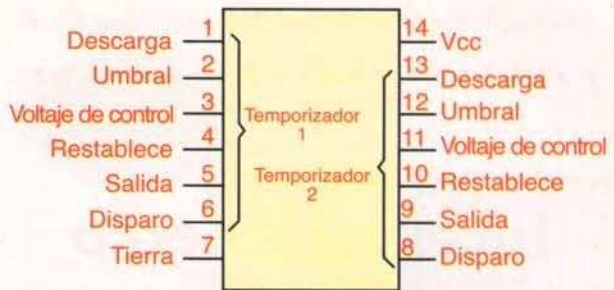 1 14
Descarga Vcc
2 13
Umbral Descarga
3 12
Voltaje de control Temporizador 1 Umbral
4 11
Restablece Voltaje de control
5 Temporizador 2 10
Salida Restablece
6 9
Disparo Salida
7 8
Tierra Disparo